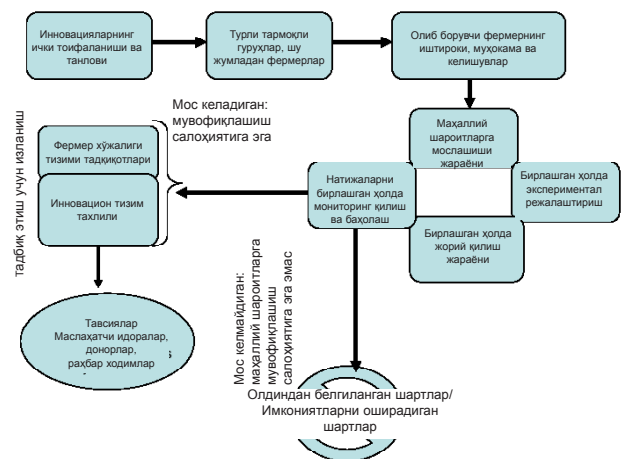 Инновацияларнинг
ички тоифаланиши ва
танлови
Турли тармоқли
гуруҳлар, шу
жумладан фермерлар
Олиб борувчи фермернинг
иштироки, муҳокама ва
келишувлар
Мос келадиган:
мувофиқлашиш
салоҳиятига эга
Маҳаллий
шароитларга
мослашиши
жараёни
Фермер хўжалиги
тизими тадқиқотлари
Инновацион тизим
тахлили
тадбиқ этиш учун изланиш
Натижаларни
бирлашган ҳолда
мониторинг қилиш
ва баҳолаш
Бирлашган ҳолда
экспериментал
режалаштириш
Бирлашган ҳолда
жорий қилиш
жараёни
Тавсиялар
Маслаҳатчи идоралар,
донорлар,
раҳбар ходимлар
s
Мос келмайдиган:
маҳаллий шароитларга
мувофиқлашиш
салоҳиятига эга эмас
Олдиндан белгиланган шартлар/
Имкониятларни оширадиган
шартлар